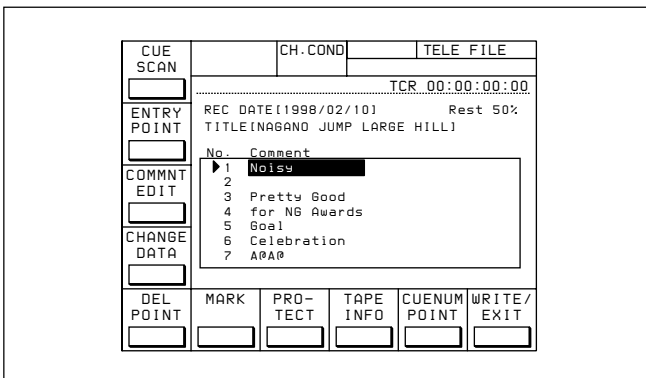 CUE SCAN
CH.COND
TELE FILE
TCR 00:00:00:00
ENTRY POINT
REC DATE[1998/02/10] Rest 50%
TITLE[NAGANO JUMP LARGE HILL]
No. Comment
1 Noisy
2
3 Pretty Good
4 for NG Awards
5 Goal
6 Celebration
7 A@A@
COMMNT EDIT
CHANGE DATA
DEL POINT
MARK
PRO-TECT
TAPE INFO
CUENUM POINT
WRITE/EXIT